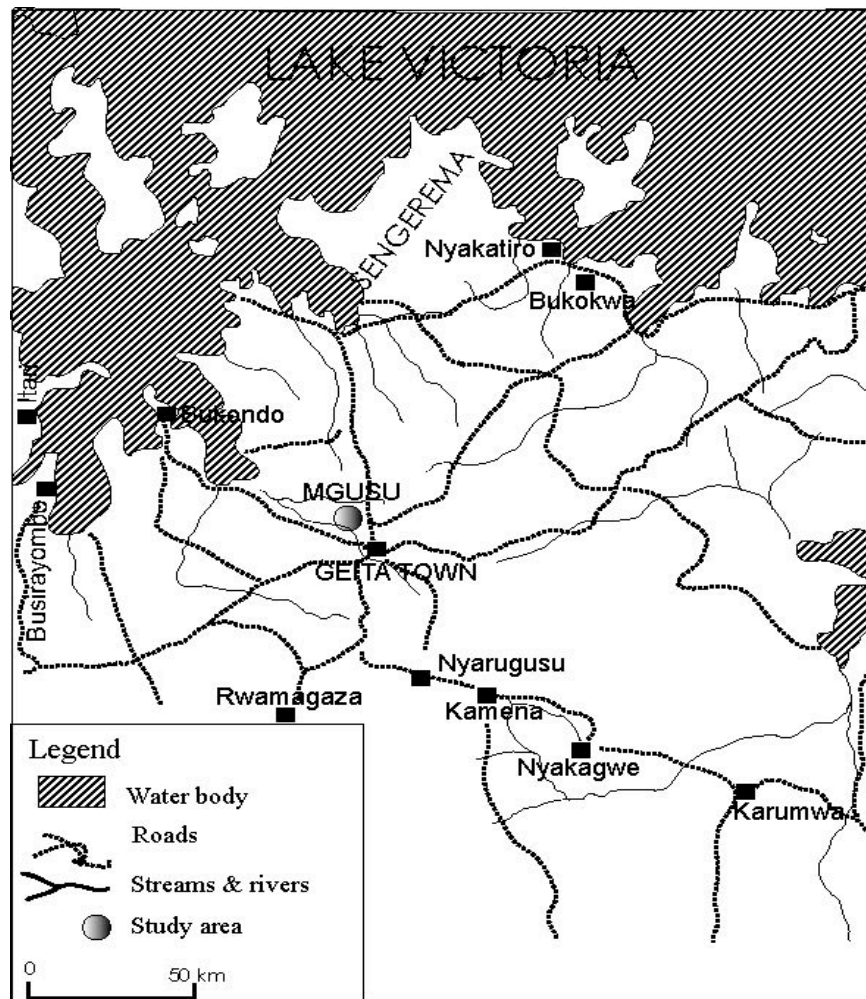 LAKE VICTORIA
SENGEREMA
Nyakatiro
Bukokwa
Bukondo
MGUSU
Busirayombo
GEITA TOWN
Nyarugusu
Rwamagaza
Kamena
Nyakagwe
Karumwa
Legend
Water body
Roads
Streams & rivers
Study area
0 50 km